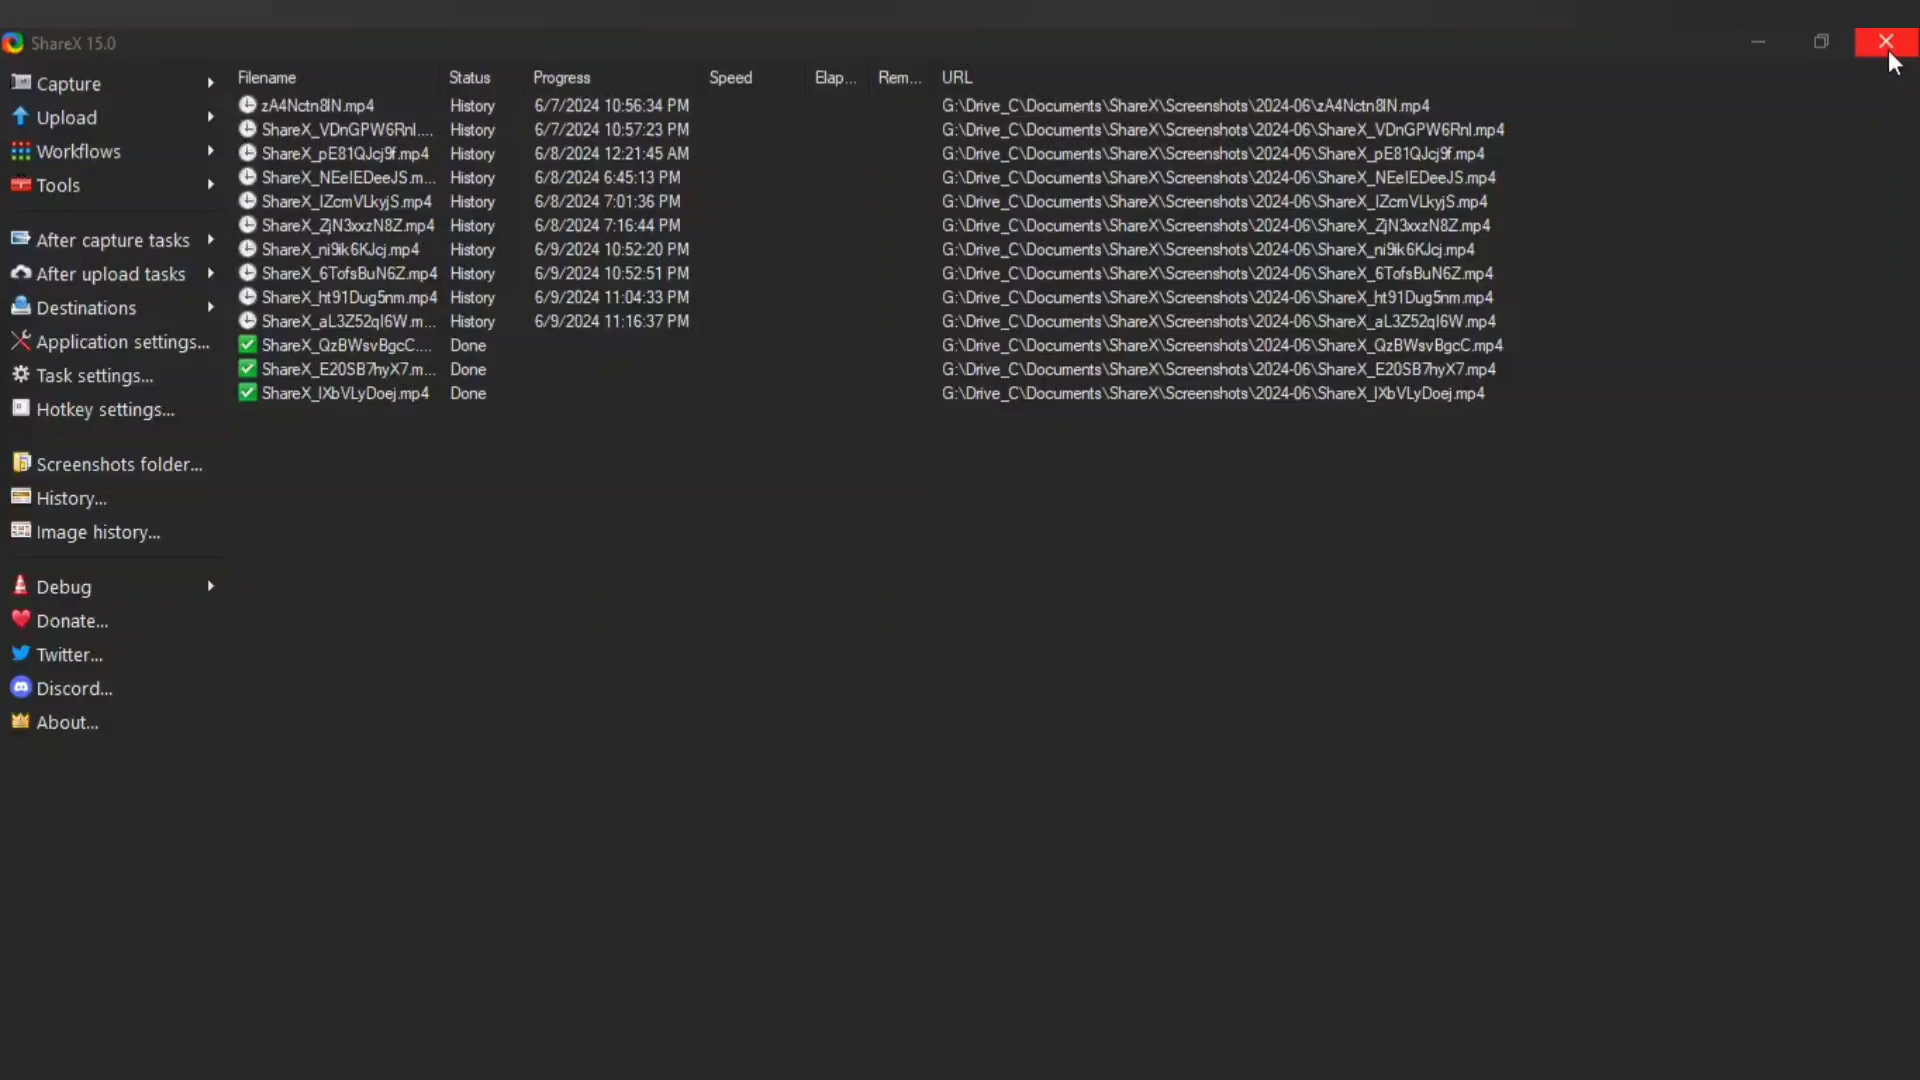 ShareX 15.0
Capture
Upload
Workflows
Tools
After capture tasks
After upload tasks
Destinations
Application settings...
Task settings...
Hotkey settings...
Screenshots folder...
History...
Image history...
Debug
Donate...
Twitter...
Discord...
About...
Filename Status Progress Speed Elap... Rem... URL
zA4Nctn8IN.mp4 History 6/7/2024 10:56:34 PM G:\Drive_C\Documents\ShareX\Screenshots\2024-06\zA4Nctn8IN.mp4
ShareX_VDnGPW6RnI.... History 6/7/2024 10:57:23 PM G:\Drive_C\Documents\ShareX\Screenshots\2024-06\ShareX_VDnGPW6RnI.mp4
ShareX_pE81QJcj9f.mp4 History 6/8/2024 12:21:45 AM G:\Drive_C\Documents\ShareX\Screenshots\2024-06\ShareX_pE81QJcj9f.mp4
ShareX_NEeIEDeeJS.m... History 6/8/2024 6:45:13 PM G:\Drive_C\Documents\ShareX\Screenshots\2024-06\ShareX_NEeIEDeeJS.mp4
ShareX_IZcmVLkyjS.mp4 History 6/8/2024 7:01:36 PM G:\Drive_C\Documents\ShareX\Screenshots\2024-06\ShareX_IZcmVLkyjS.mp4
ShareX_ZjN3xxzN8Z.mp4 History 6/8/2024 7:16:44 PM G:\Drive_C\Documents\ShareX\Screenshots\2024-06\ShareX_ZjN3xxzN8Z.mp4
ShareX_ni9ik6KJcj.mp4 History 6/9/2024 10:52:20 PM G:\Drive_C\Documents\ShareX\Screenshots\2024-06\ShareX_ni9ik6KJcj.mp4
ShareX_6TofsBuN6Z.mp4 History 6/9/2024 10:52:51 PM G:\Drive_C\Documents\ShareX\Screenshots\2024-06\ShareX_6TofsBuN6Z.mp4
ShareX_ht91Dug5nm.mp4 History 6/9/2024 11:04:33 PM G:\Drive_C\Documents\ShareX\Screenshots\2024-06\ShareX_ht91Dug5nm.mp4
ShareX_aL3Z52qI6W.m... History 6/9/2024 11:16:37 PM G:\Drive_C\Documents\ShareX\Screenshots\2024-06\ShareX_aL3Z52qI6W.mp4
ShareX_QzBWsvBgcC.... Done G:\Drive_C\Documents\ShareX\Screenshots\2024-06\ShareX_QzBWsvBgcC.mp4
ShareX_E20SB7hyX7.m... Done G:\Drive_C\Documents\ShareX\Screenshots\2024-06\ShareX_E20SB7hyX7.mp4
ShareX_IXbVLyDoej.mp4 Done G:\Drive_C\Documents\ShareX\Screenshots\2024-06\ShareX_IXbVLyDoej.mp4